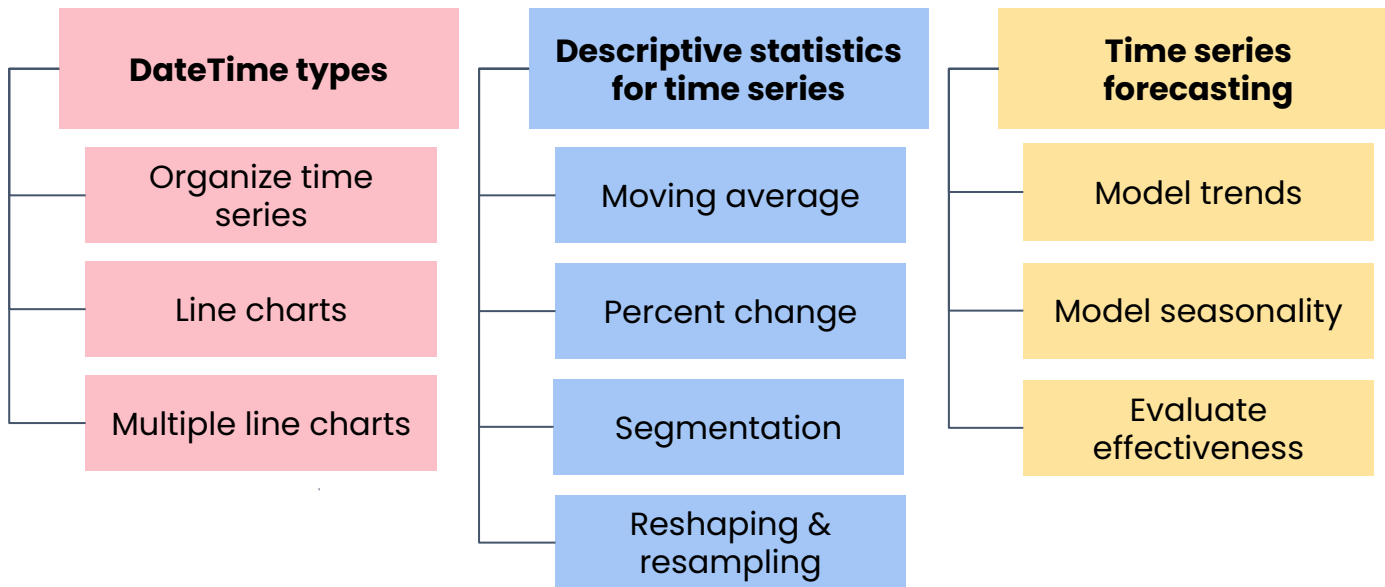 DateTime types
Organize time
series
Line charts
Multiple line charts
Descriptive statistics
for time series
Moving average
Percent change
Segmentation
Reshaping &
resampling
Time series
forecasting
Model trends
Model seasonality
Evaluate
effectiveness